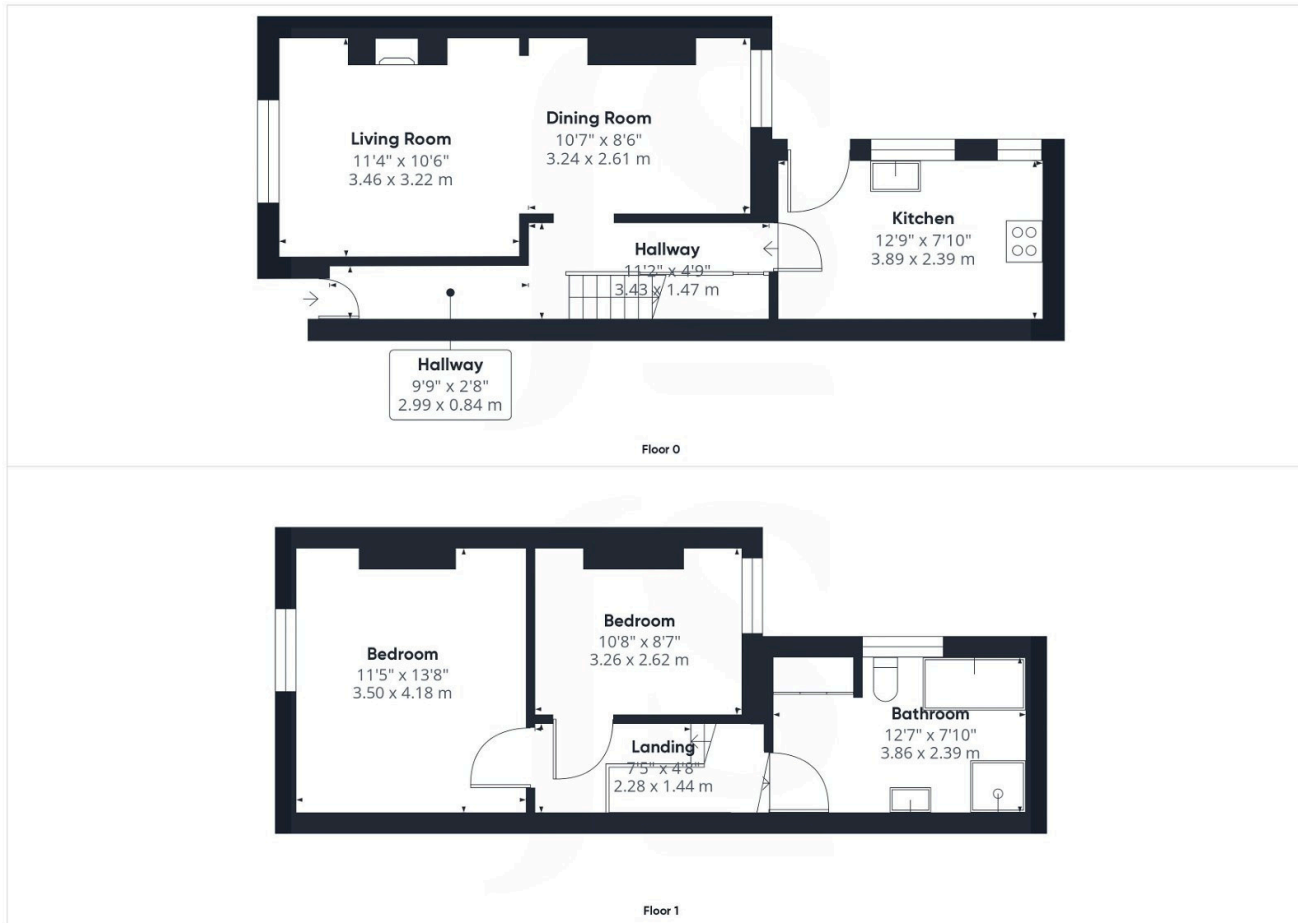 Living Room
11'4" x 10'6"
3.46 x 3.22 m
Dining Room
10'7" x 8'6"
3.24 x 2.61 m
Kitchen
12'9" x 7'10"
3.89 x 2.39 m
Hallway
11'2" x 4'9"
3.43 x 1.47 m
Hallway
9'9" x 2'8"
2.99 x 0.84 m
Floor 0
Bedroom
11'5" x 13'8"
3.50 x 4.18 m
Bedroom
10'8" x 8'7"
3.26 x 2.62 m
Landing
7'5" x 4'8"
2.28 x 1.44 m
Bathroom
12'7" x 7'10"
3.86 x 2.39 m
Floor 1